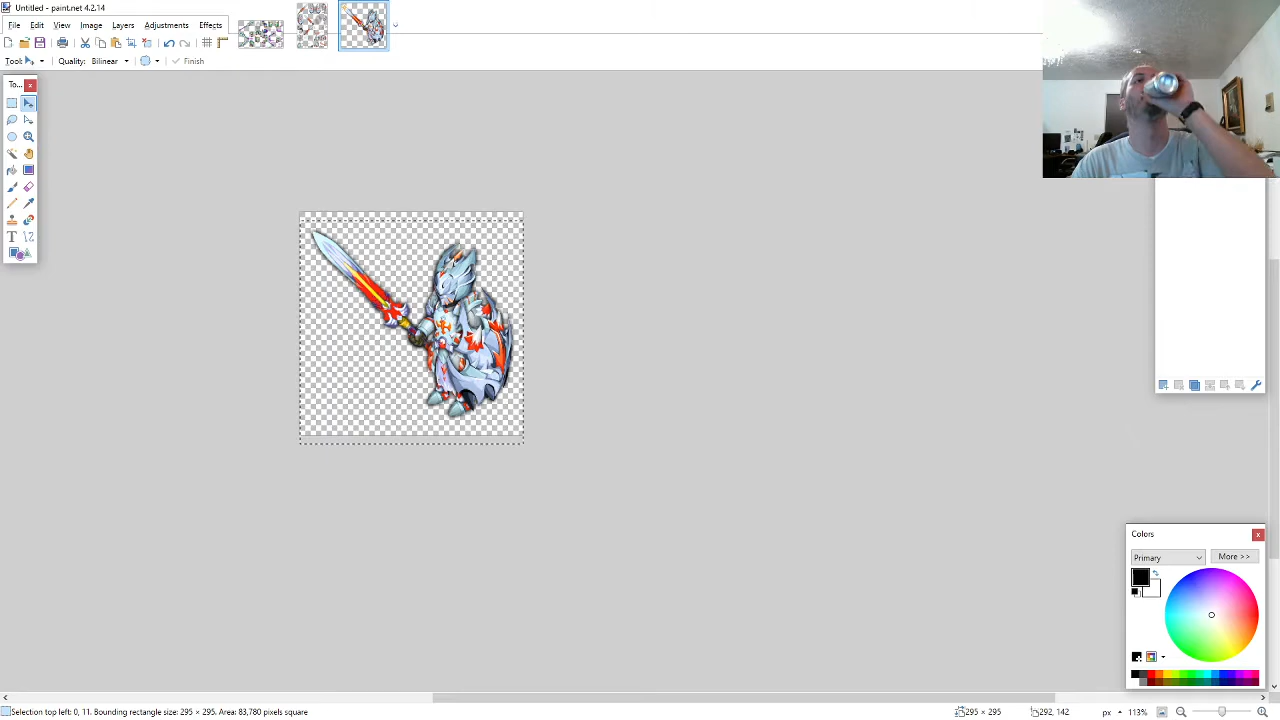 Untitled - paint.net 4.2.14
File Edit View Image Layers Adjustments Effects
Tool: Quality: Bilinear Finish
To... x
T
Colors x
Primary More >>
Selection top left: 0, 11. Bounding rectangle size: 295 × 295. Area: 83,780 pixels square 295 × 295 292, 142 px 113%